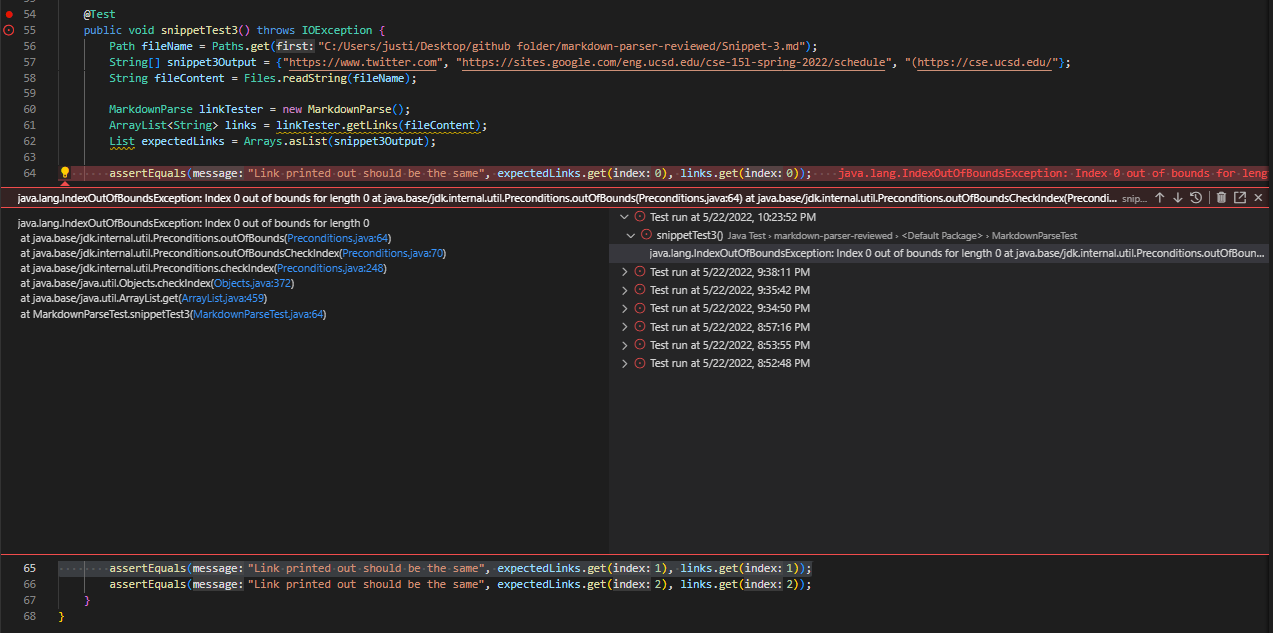 54 @Test
55 public void snippetTest3() throws IOException {
56 Path fileName = Paths.get(first:"C:/Users/justi/Desktop/github folder/markdown-parser-reviewed/Snippet-3.md");
57 String[] snippet3Output = {"https://www.twitter.com", "https://sites.google.com/eng.ucsd.edu/cse-15l-spring-2022/schedule", "(https://cse.ucsd.edu/"};
58 String fileContent = Files.readString(fileName);
59
60 MarkdownParse linkTester = new MarkdownParse();
61 ArrayList<String> links = linkTester.getLinks(fileContent);
62 List expectedLinks = Arrays.asList(snippet3Output);
63
64 assertEquals(message:"Link printed out should be the same", expectedLinks.get(index:0), links.get(index:0)); java.lang.IndexOutOfBoundsException: Index 0 out of bounds for leng
java.lang.IndexOutOfBoundsException: Index 0 out of bounds for length 0 at java.base/jdk.internal.util.Preconditions.outOfBounds(Preconditions.java:64) at java.base/jdk.internal.util.Preconditions.outOfBoundsCheckIndex(Precondi... snip...
java.lang.IndexOutOfBoundsException: Index 0 out of bounds for length 0
at java.base/jdk.internal.util.Preconditions.outOfBounds(Preconditions.java:64)
at java.base/jdk.internal.util.Preconditions.outOfBoundsCheckIndex(Preconditions.java:70)
at java.base/jdk.internal.util.Preconditions.checkIndex(Preconditions.java:248)
at java.base/java.util.Objects.checkIndex(Objects.java:372)
at java.base/java.util.ArrayList.get(ArrayList.java:459)
at MarkdownParseTest.snippetTest3(MarkdownParseTest.java:64)
Test run at 5/22/2022, 10:23:52 PM
snippetTest3() Java Test › markdown-parser-reviewed › <Default Package> › MarkdownParseTest
java.lang.IndexOutOfBoundsException: Index 0 out of bounds for length 0 at java.base/jdk.internal.util.Preconditions.outOfBoun...
Test run at 5/22/2022, 9:38:11 PM
Test run at 5/22/2022, 9:35:42 PM
Test run at 5/22/2022, 9:34:50 PM
Test run at 5/22/2022, 8:57:16 PM
Test run at 5/22/2022, 8:53:55 PM
Test run at 5/22/2022, 8:52:48 PM
65 assertEquals(message:"Link printed out should be the same", expectedLinks.get(index:1), links.get(index:1));
66 assertEquals(message:"Link printed out should be the same", expectedLinks.get(index:2), links.get(index:2));
67 }
68 }